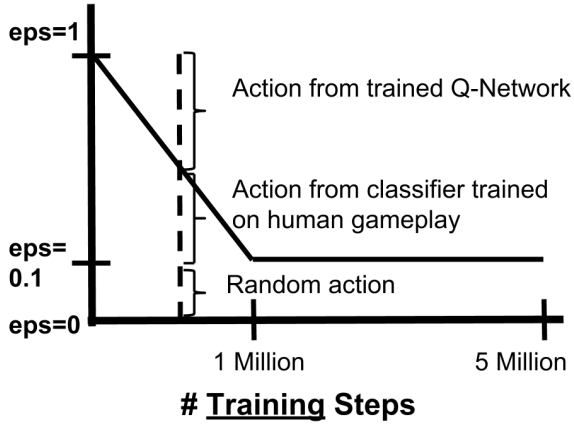 eps=1
Action from trained Q-Network
Action from classifier trained
on human gameplay
eps=
0.1
Random action
eps=0
1 Million
5 Million
# Training Steps